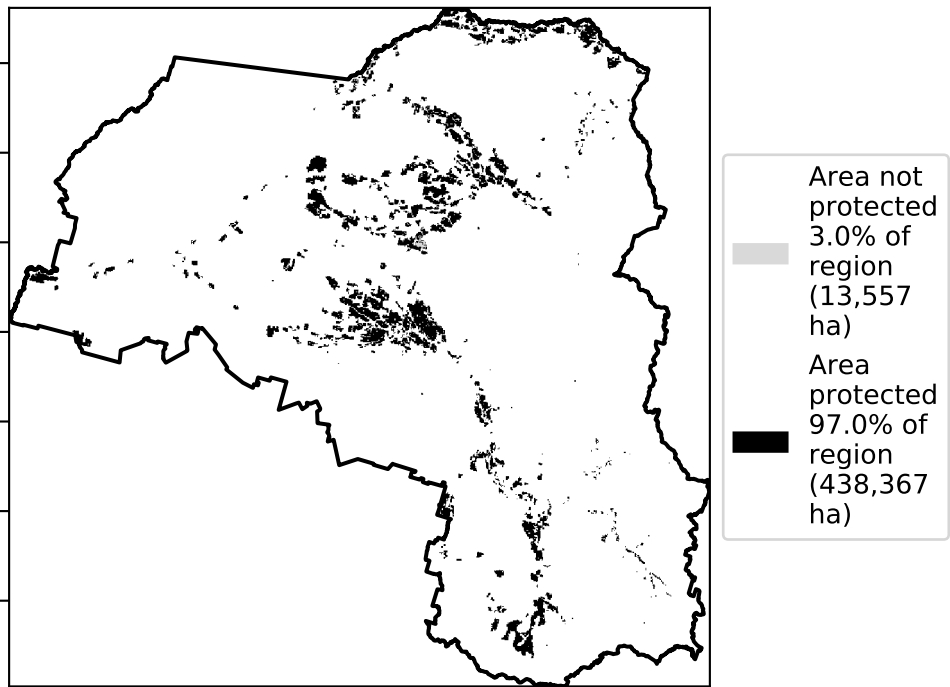 Area not
protected
3.0% of
region
(13,557
ha)
Area
protected
97.0% of
region
(438,367
ha)